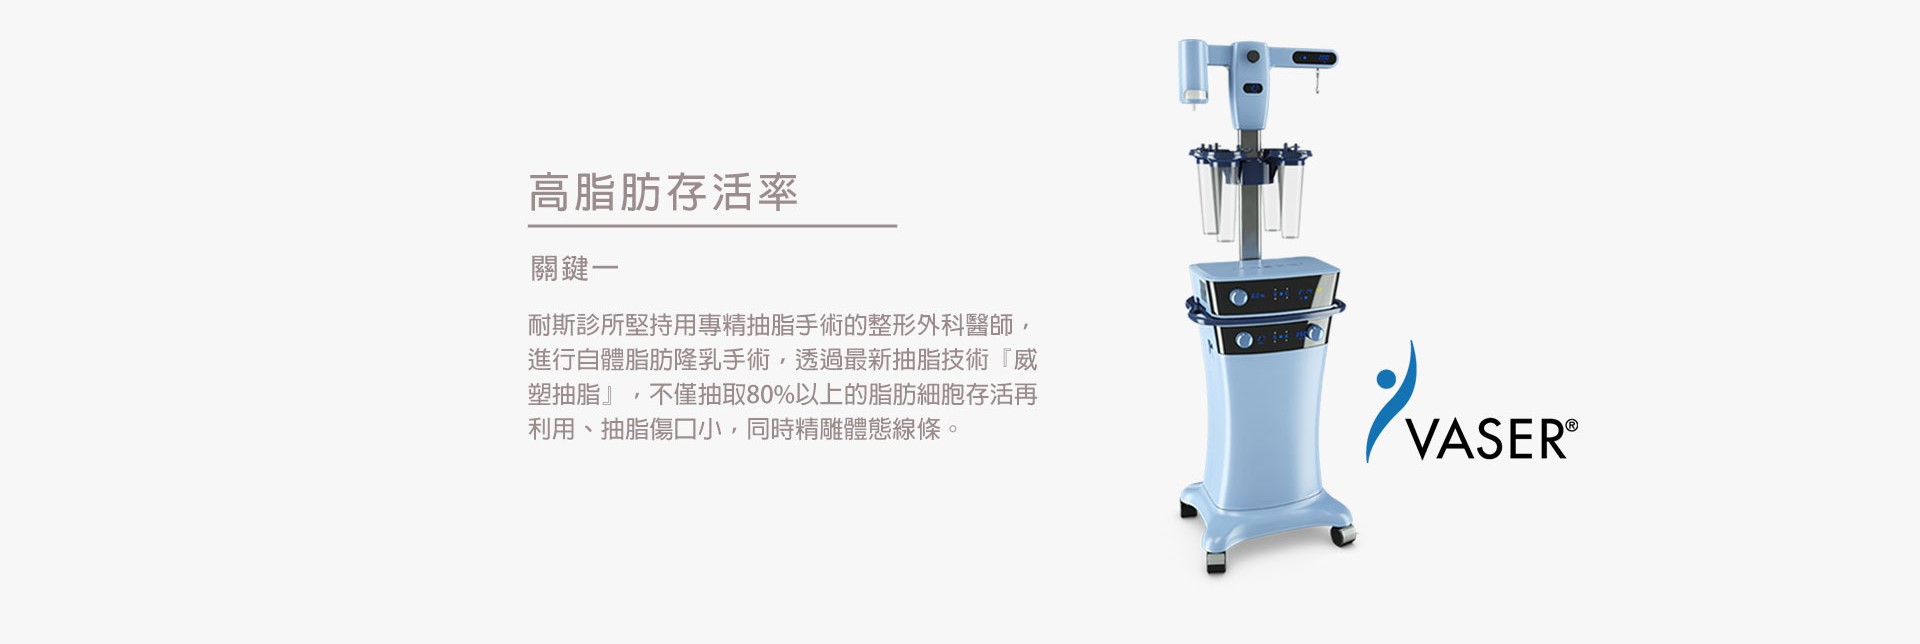 高脂肪存活率
關鍵一
耐斯診所堅持用專精抽脂手術的整形外科醫師，
進行自體脂肪隆乳手術，透過最新抽脂技術『威
塑抽脂』，不僅抽取80%以上的脂肪細胞存活再
利用、抽脂傷口小，同時精雕體態線條。
VASER®